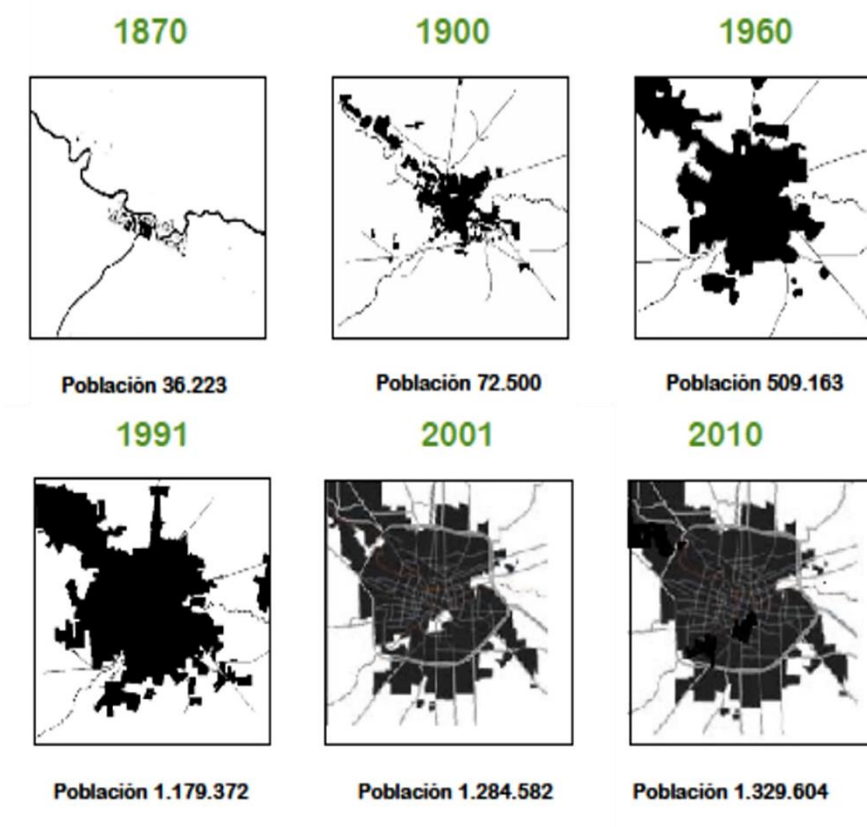 1870 1900 1960
Población 36.223 Población 72.500 Población 509.163
1991 2001 2010
Población 1.179.372 Población 1.284.582 Población 1.329.604